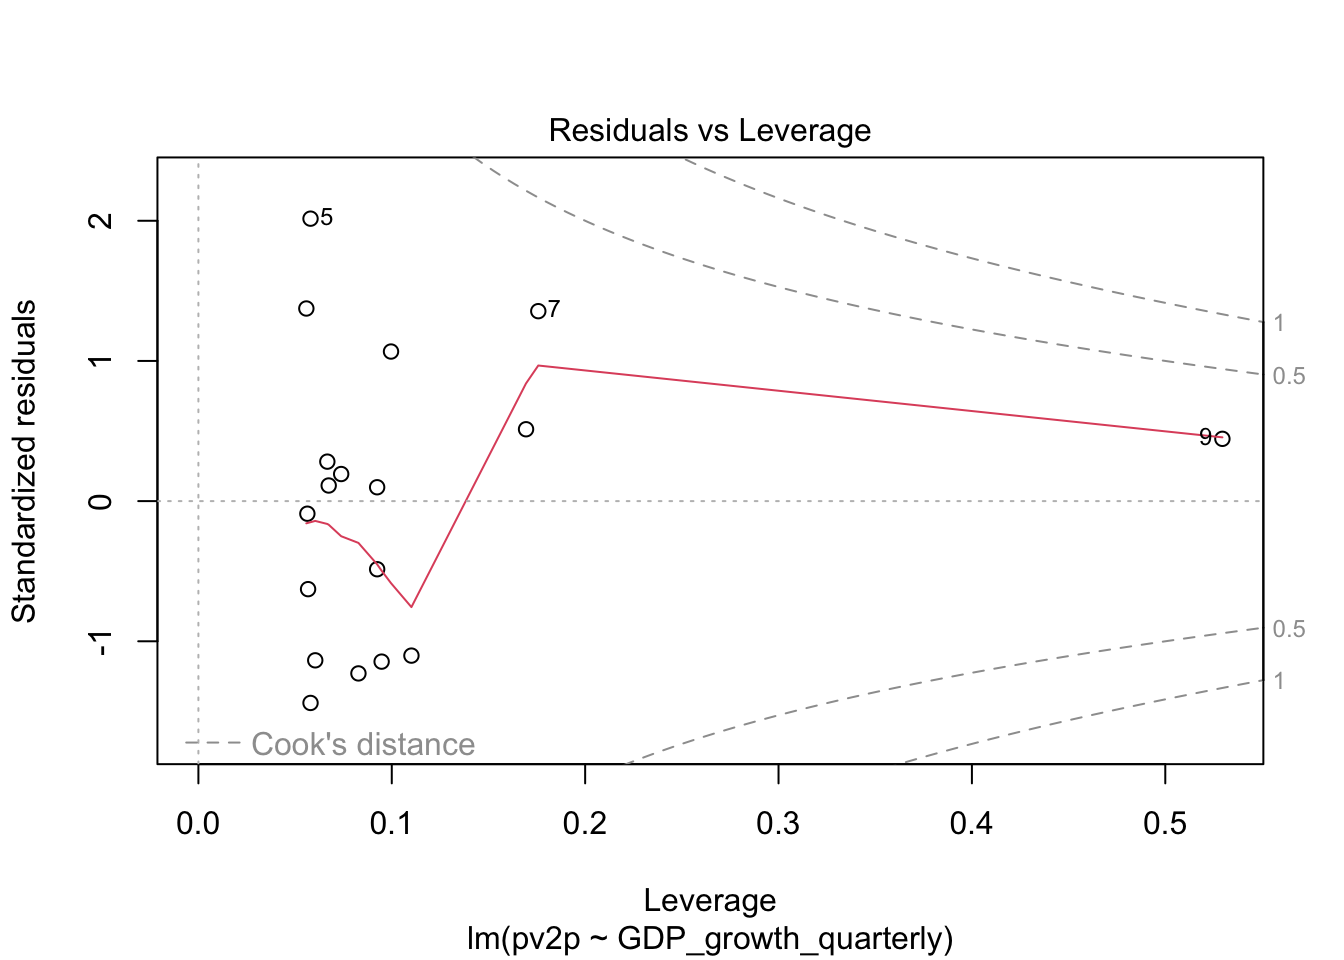 Residuals vs Leverage
Standardized residuals
2
1
0
-1
5
7
9
1
0.5
0.5
1
Cook's distance
0.0 0.1 0.2 0.3 0.4 0.5
Leverage
lm(pv2p ~ GDP_growth_quarterly)